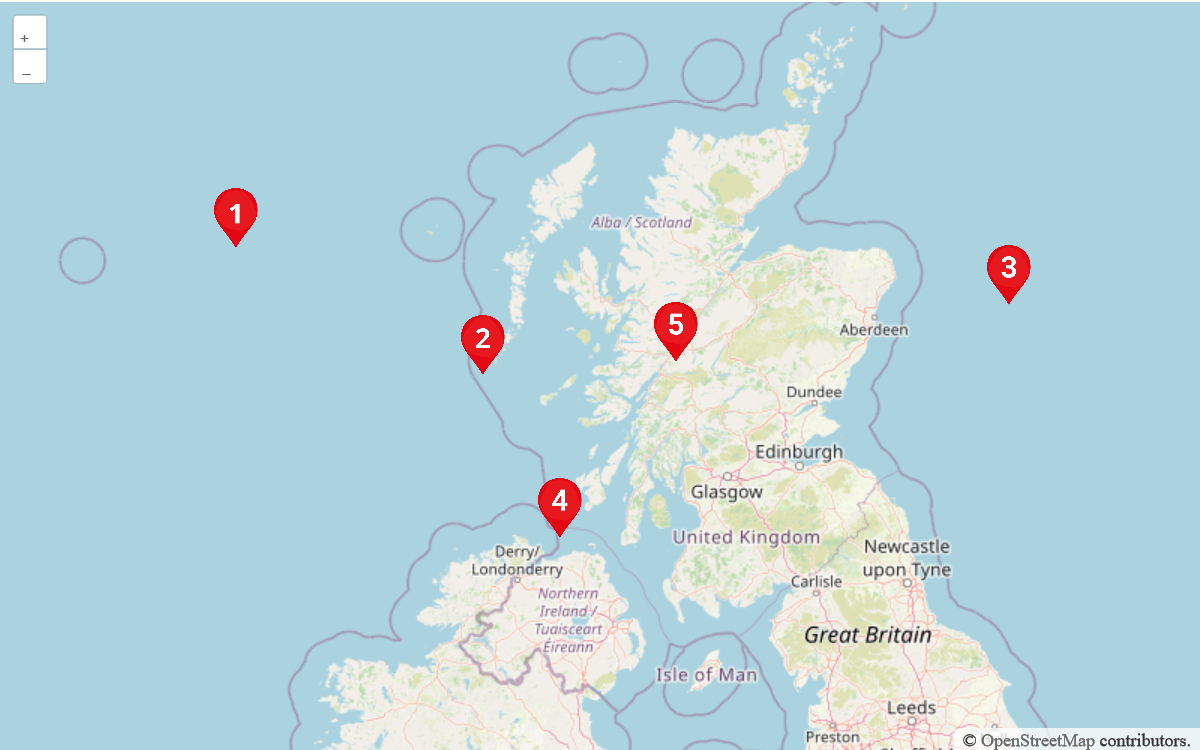 +
–
1
Alba / Scotland
3
2
5
Aberdeen
Dundee
Edinburgh
Glasgow
4
United Kingdom
Derry/
Londonderry
Newcastle
upon Tyne
Carlisle
Northern
Ireland /
Tuaisceart
Éireann
Great Britain
Isle of Man
Leeds
Preston
© OpenStreetMap contributors.